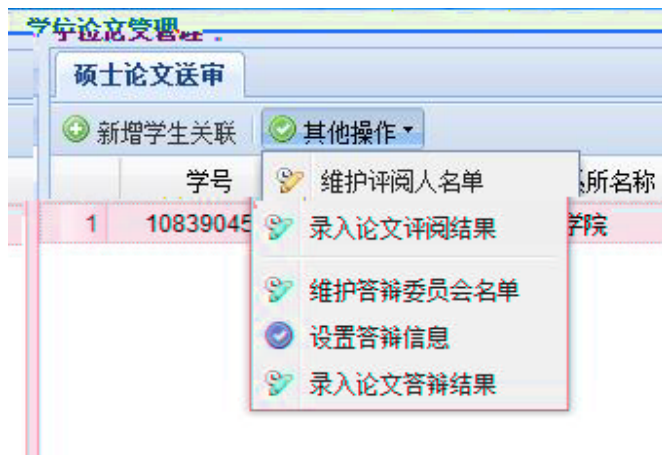 学位论文管理
硕士论文送审
新增学生关联 其他操作
学号 所名称
维护评阅人名单
1 10839045 学院
录入论文评阅结果
维护答辩委员会名单
设置答辩信息
录入论文答辩结果